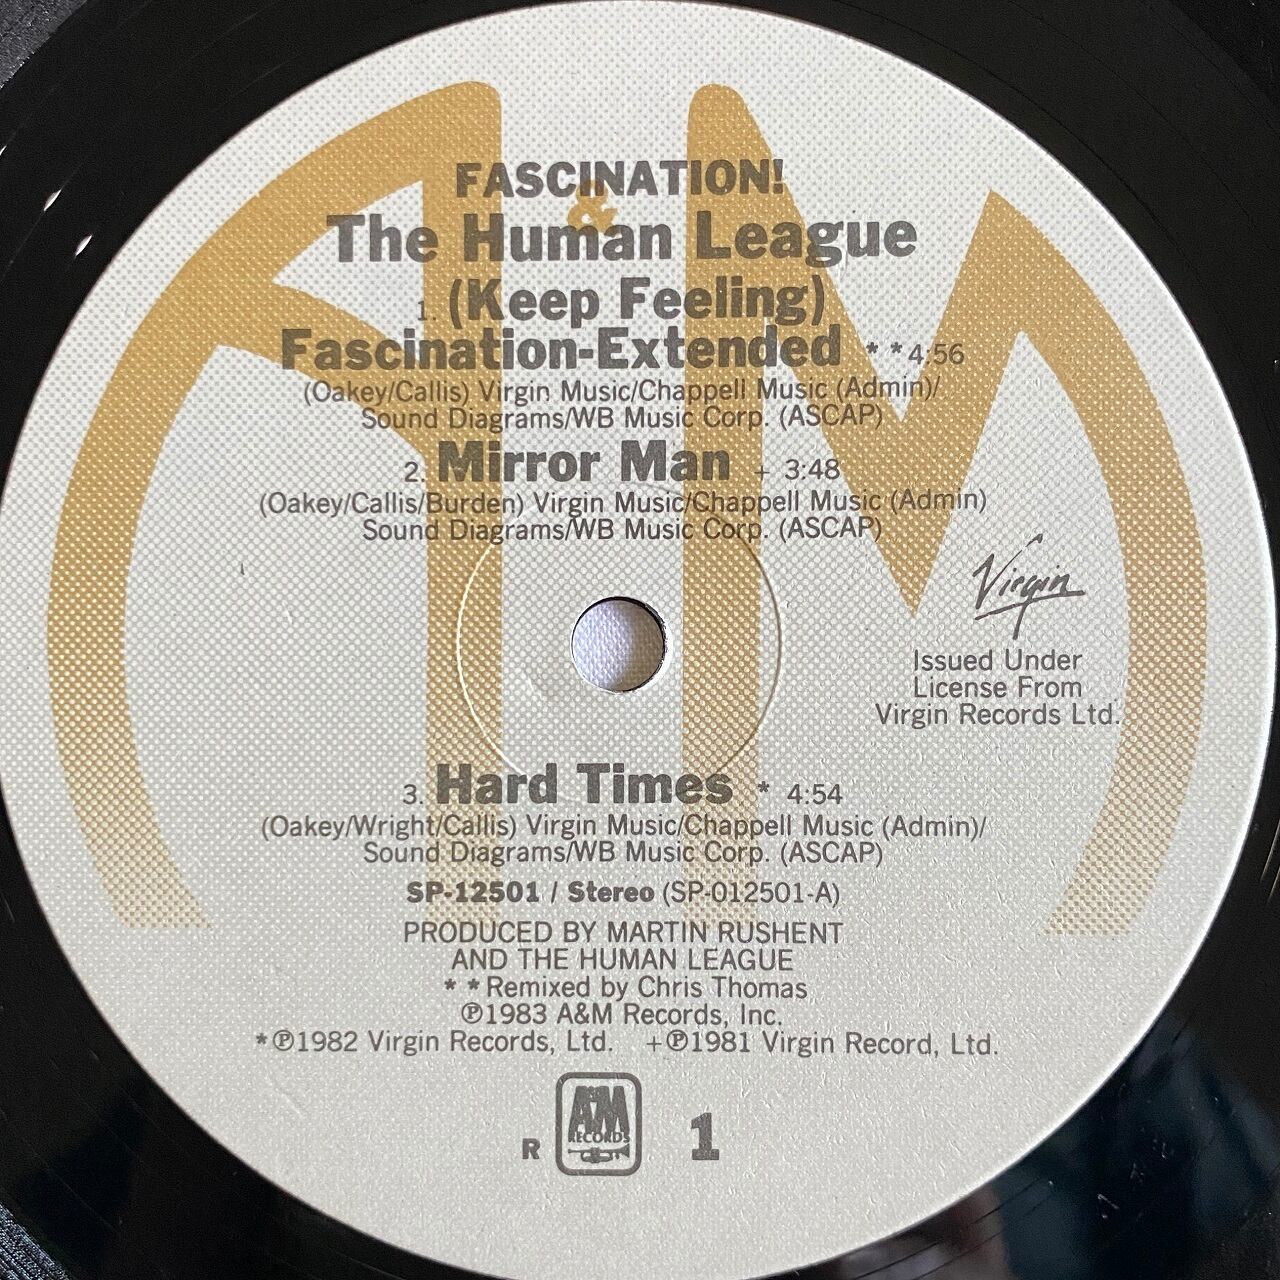 FASCINATION!
&
The Human League
1. (Keep Feeling)
Fascination-Extended * * 4:56
(Oakey/Callis) Virgin Music/Chappell Music (Admin)/
Sound Diagrams/WB Music Corp. (ASCAP)
2. Mirror Man + 3:48
(Oakey/Callis/Burden) Virgin Music/Chappell Music (Admin)
Sound Diagrams/WB Music Corp. (ASCAP)
Virgin
Issued Under
License From
Virgin Records Ltd.
3. Hard Times * 4:54
(Oakey/Wright/Callis) Virgin Music/Chappell Music (Admin)/
Sound Diagrams/WB Music Corp. (ASCAP)
SP-12501 / Stereo (SP-012501-A)
PRODUCED BY MARTIN RUSHENT
AND THE HUMAN LEAGUE
* * Remixed by Chris Thomas
℗1983 A&M Records, Inc.
*℗1982 Virgin Records, Ltd. +℗1981 Virgin Record, Ltd.
R A&M RECORDS 1